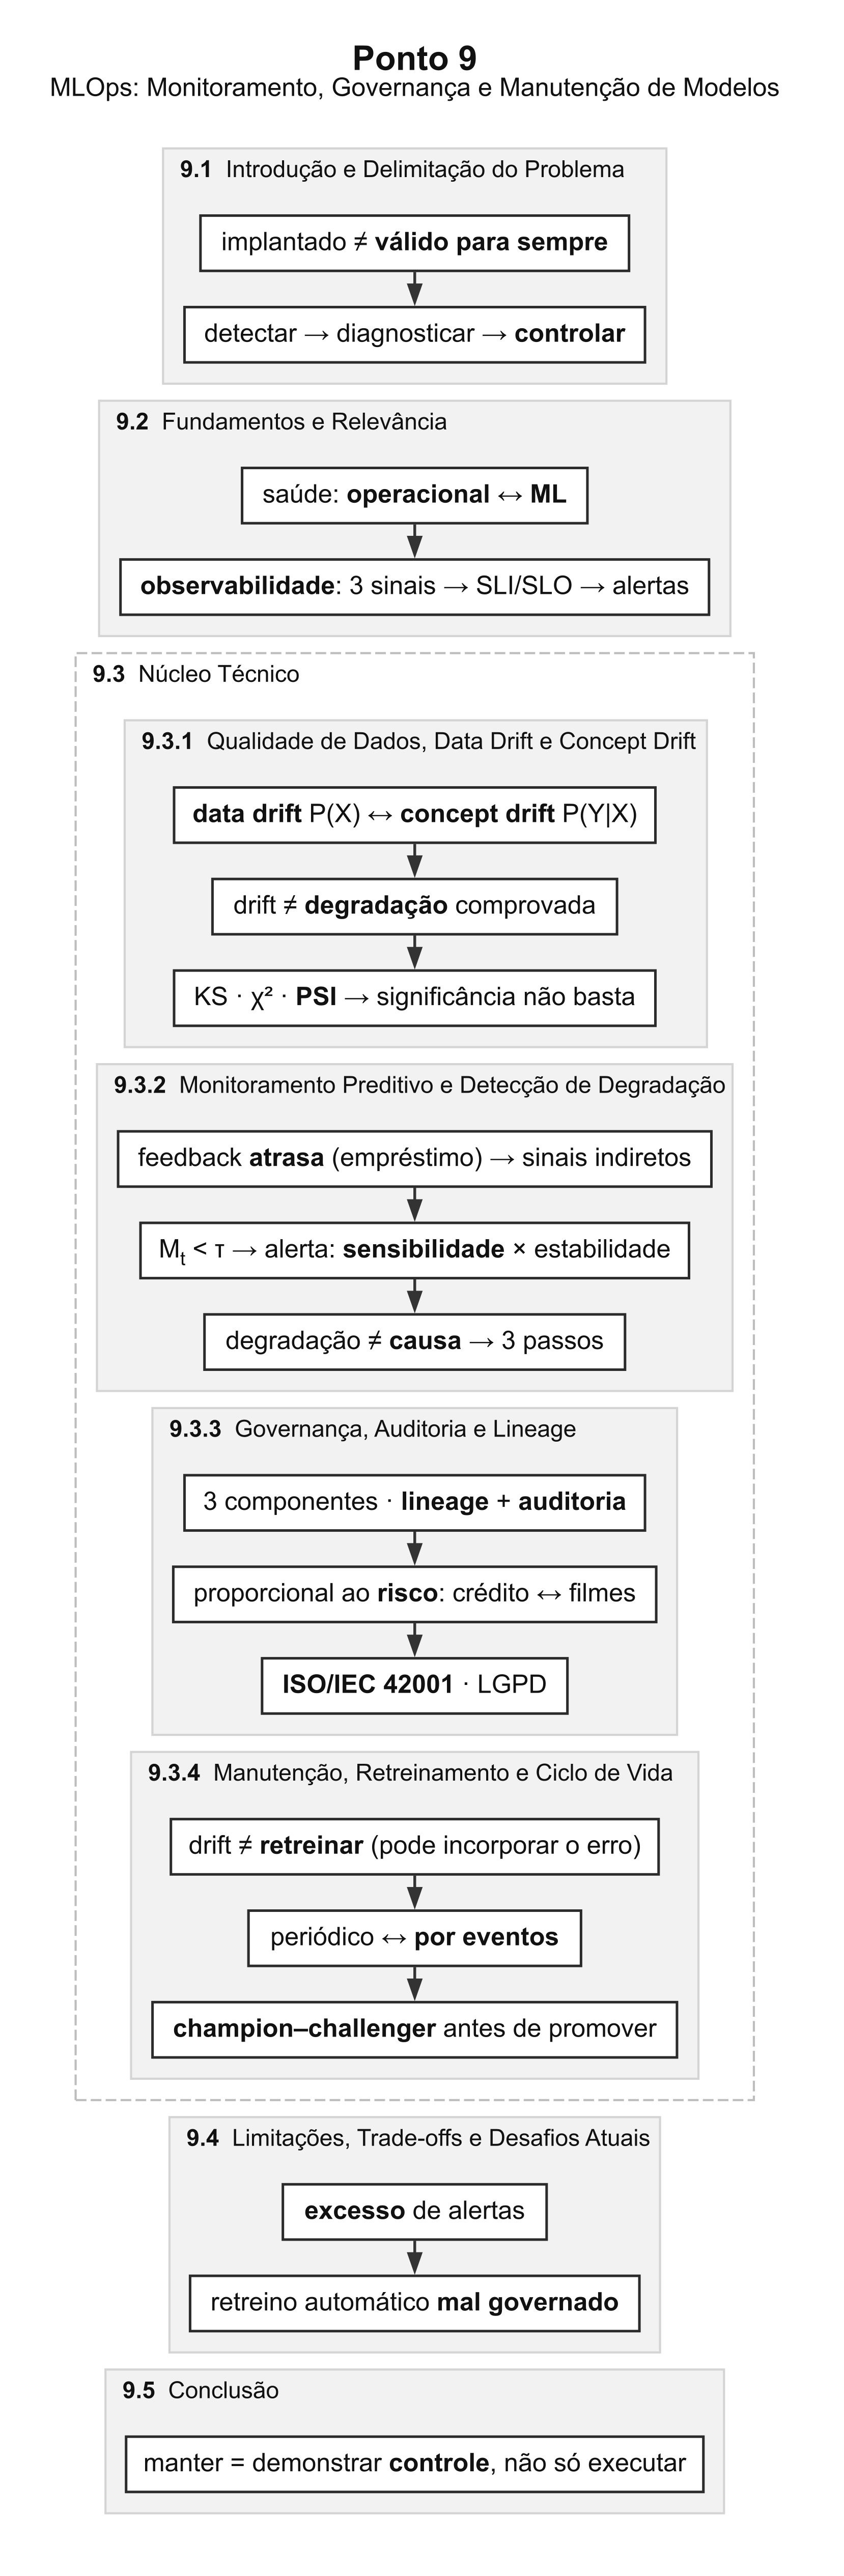 Ponto 9
MLOps: Monitoramento, Governança e Manutenção de Modelos
9.1 Introdução e Delimitação do Problema
implantado ≠ válido para sempre
detectar → diagnosticar → controlar
9.2 Fundamentos e Relevância
saúde: operacional ↔ ML
observabilidade: 3 sinais → SLI/SLO → alertas
9.3 Núcleo Técnico
9.3.1 Qualidade de Dados, Data Drift e Concept Drift
data drift P(X) ↔ concept drift P(Y|X)
drift ≠ degradação comprovada
KS · χ² · PSI → significância não basta
9.3.2 Monitoramento Preditivo e Detecção de Degradação
feedback atrasa (empréstimo) → sinais indiretos
Mt < τ → alerta: sensibilidade × estabilidade
degradação ≠ causa → 3 passos
9.3.3 Governança, Auditoria e Lineage
3 componentes · lineage + auditoria
proporcional ao risco: crédito ↔ filmes
ISO/IEC 42001 · LGPD
9.3.4 Manutenção, Retreinamento e Ciclo de Vida
drift ≠ retreinar (pode incorporar o erro)
periódico ↔ por eventos
champion–challenger antes de promover
9.4 Limitações, Trade-offs e Desafios Atuais
excesso de alertas
retreino automático mal governado
9.5 Conclusão
manter = demonstrar controle, não só executar